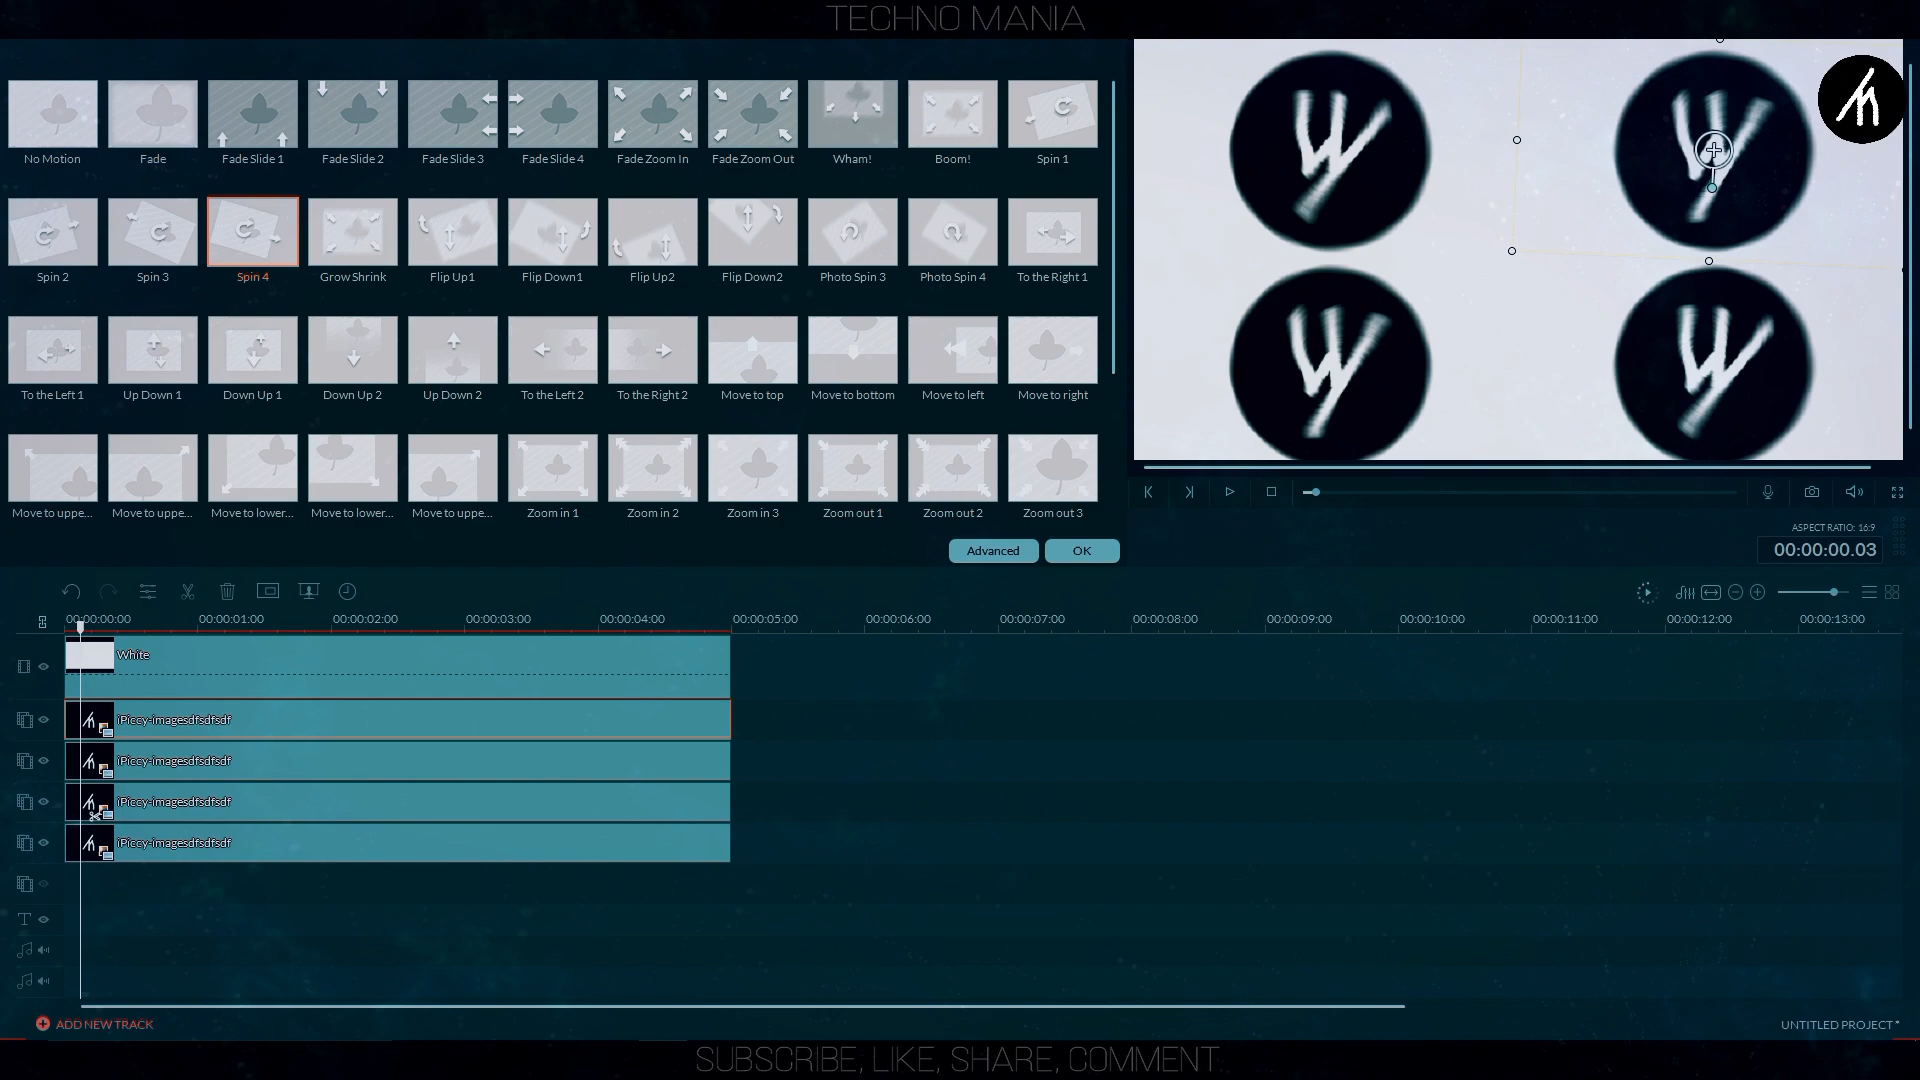 TECHNO MANIA
No Motion Fade Fade Slide 1 Fade Slide 2 Fade Slide 3 Fade Slide 4 Fade Zoom In Fade Zoom Out Wham! Boom! Spin 1
Spin 2 Spin 3 Spin 4 Grow Shrink Flip Up1 Flip Down1 Flip Up2 Flip Down2 Photo Spin 3 Photo Spin 4 To the Right 1
To the Left 1 Up Down 1 Down Up 1 Down Up 2 Up Down 2 To the Left 2 To the Right 2 Move to top Move to bottom Move to left Move to right
Move to uppe... Move to uppe... Move to lower... Move to lower... Move to uppe... Zoom in 1 Zoom in 2 Zoom in 3 Zoom out 1 Zoom out 2 Zoom out 3
Advanced OK
ASPECT RATIO: 16:9
00:00:00.03
00:00:00:00 00:00:01:00 00:00:02:00 00:00:03:00 00:00:04:00 00:00:05:00 00:00:06:00 00:00:07:00 00:00:08:00 00:00:09:00 00:00:10:00 00:00:11:00 00:00:12:00 00:00:13:00
White
iPiccy-imagesdfsdfsdf
iPiccy-imagesdfsdfsdf
iPiccy-imagesdfsdfsdf
iPiccy-imagesdfsdfsdf
ADD NEW TRACK
UNTITLED PROJECT *
SUBSCRIBE, LIKE, SHARE, COMMENT.